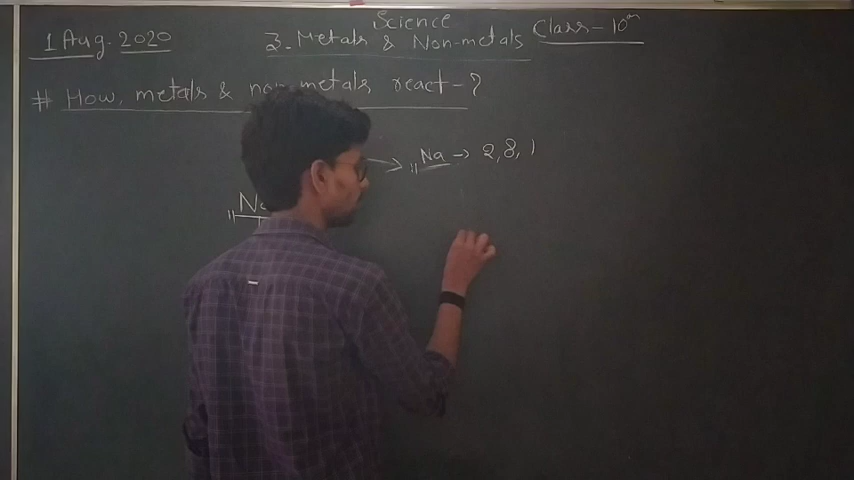 Science
1 Aug. 2020 3. Metals & Non-metals Class-10th
# How, metals & non-metals react-?
11Na → 2, 8, 1
11